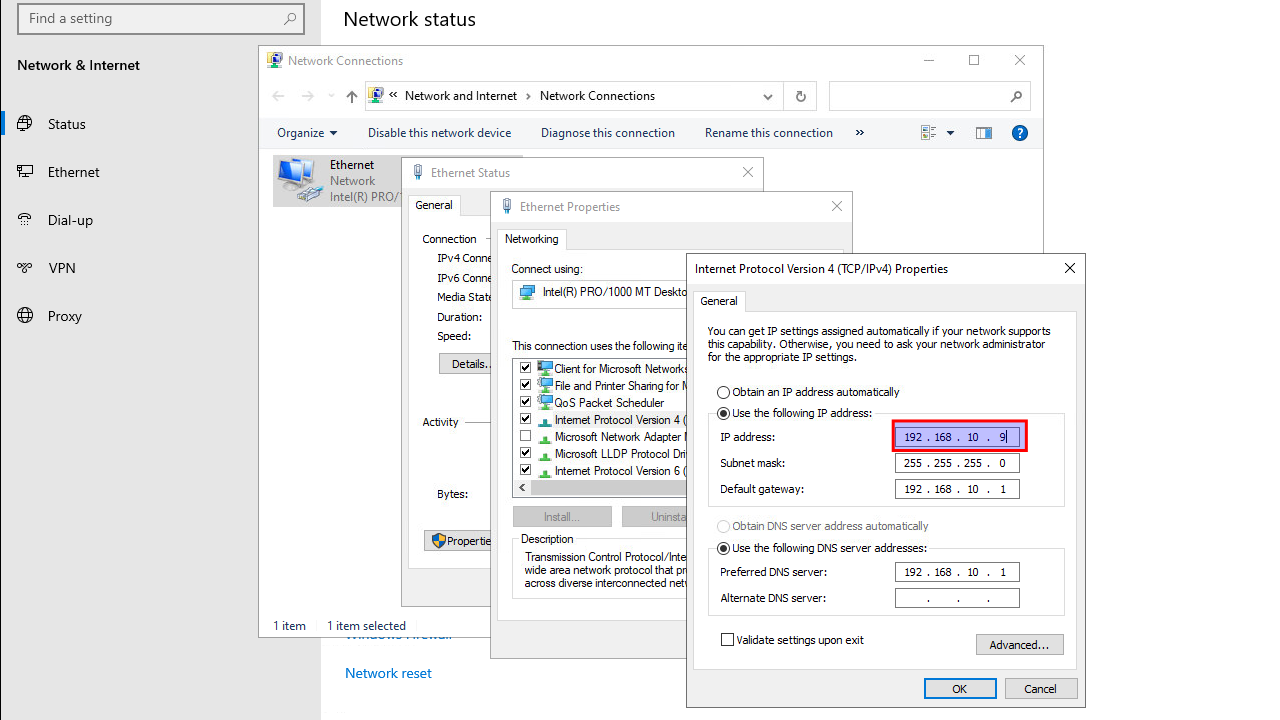 Find a setting
Network & Internet
Status
Ethernet
Dial-up
VPN
Proxy
Network status
Network Connections
« Network and Internet › Network Connections
Organize
Disable this network device
Diagnose this connection
Rename this connection
»
Ethernet
Network
Intel(R) PRO/
Ethernet Status
General
Connection
IPv4 Conne
IPv6 Conne
Media State
Duration:
Speed:
Details..
Activity
Bytes:
Propertie
Ethernet Properties
Networking
Connect using:
Intel(R) PRO/1000 MT Deskto
This connection uses the following ite
Client for Microsoft Networks
File and Printer Sharing for M
QoS Packet Scheduler
Internet Protocol Version 4 (
Microsoft Network Adapter M
Microsoft LLDP Protocol Driv
Internet Protocol Version 6 (
Install...
Uninsta
Description
Transmission Control Protocol/Inte
wide area network protocol that pr
across diverse interconnected netw
Internet Protocol Version 4 (TCP/IPv4) Properties
General
You can get IP settings assigned automatically if your network supports
this capability. Otherwise, you need to ask your network administrator
for the appropriate IP settings.
Obtain an IP address automatically
Use the following IP address:
IP address: 192 . 168 . 10 . 9
Subnet mask: 255 . 255 . 255 . 0
Default gateway: 192 . 168 . 10 . 1
Obtain DNS server address automatically
Use the following DNS server addresses:
Preferred DNS server: 192 . 168 . 10 . 1
Alternate DNS server: . . .
Validate settings upon exit
Advanced...
OK
Cancel
1 item
1 item selected
Windows Firewall
Network reset